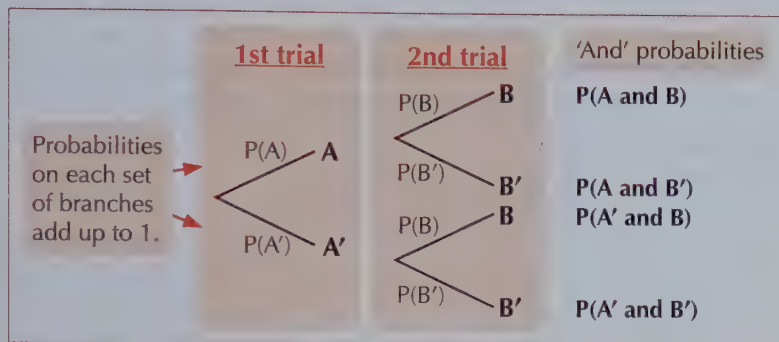 1st trial 2nd trial 'And' probabilities
P(B) B P(A and B)
Probabilities
on each set
of branches
add up to 1.
P(A) A
P(B') B' P(A and B')
P(A') A'
P(B) B P(A' and B)
P(B') B' P(A' and B')